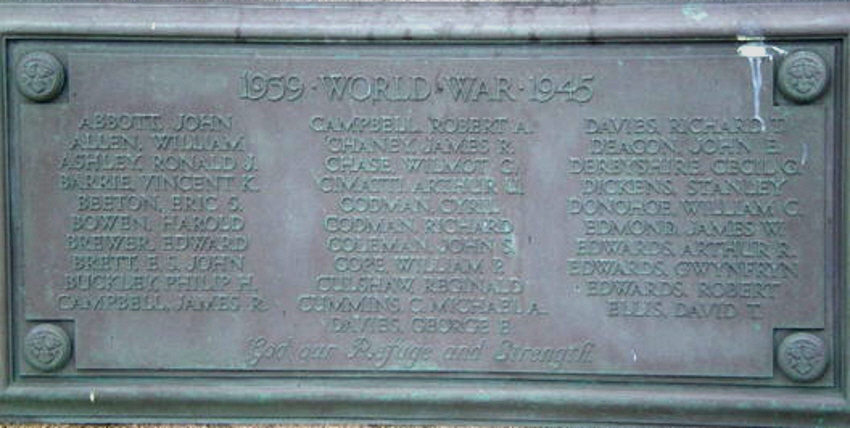 1939 · WORLD · WAR · 1945
ABBOTT, JOHN
ALLEN, WILLIAM
ASHLEY, RONALD J.
BARRIE, VINCENT K.
BEETON, ERIC S.
BOWEN, HAROLD
BREWER, EDWARD
BRETT, E. S. JOHN
BUCKLEY, PHILIP H.
CAMPBELL, JAMES R.
CAMPBELL, ROBERT A.
CHANEY, JAMES R.
CHASE, WILMOT G.
CIMATTI, ARTHUR
CODMAN, CYRIL
CODMAN, RICHARD
COLEMAN, JOHN S.
COPE, WILLIAM P.
CULSHAW, REGINALD
CUMMINS, C. MICHAEL A.
DAVIES, GEORGE E.
DAVIES, RICHARD T.
DEACON, JOHN E.
DERBYSHIRE, CECIL G.
DICKENS, STANLEY
DONOHOE, WILLIAM C.
EDMOND, JAMES W.
EDWARDS, ARTHUR R.
EDWARDS, GWYNFRYN
EDWARDS, ROBERT
ELLIS, DAVID T.
God our Refuge and Strength